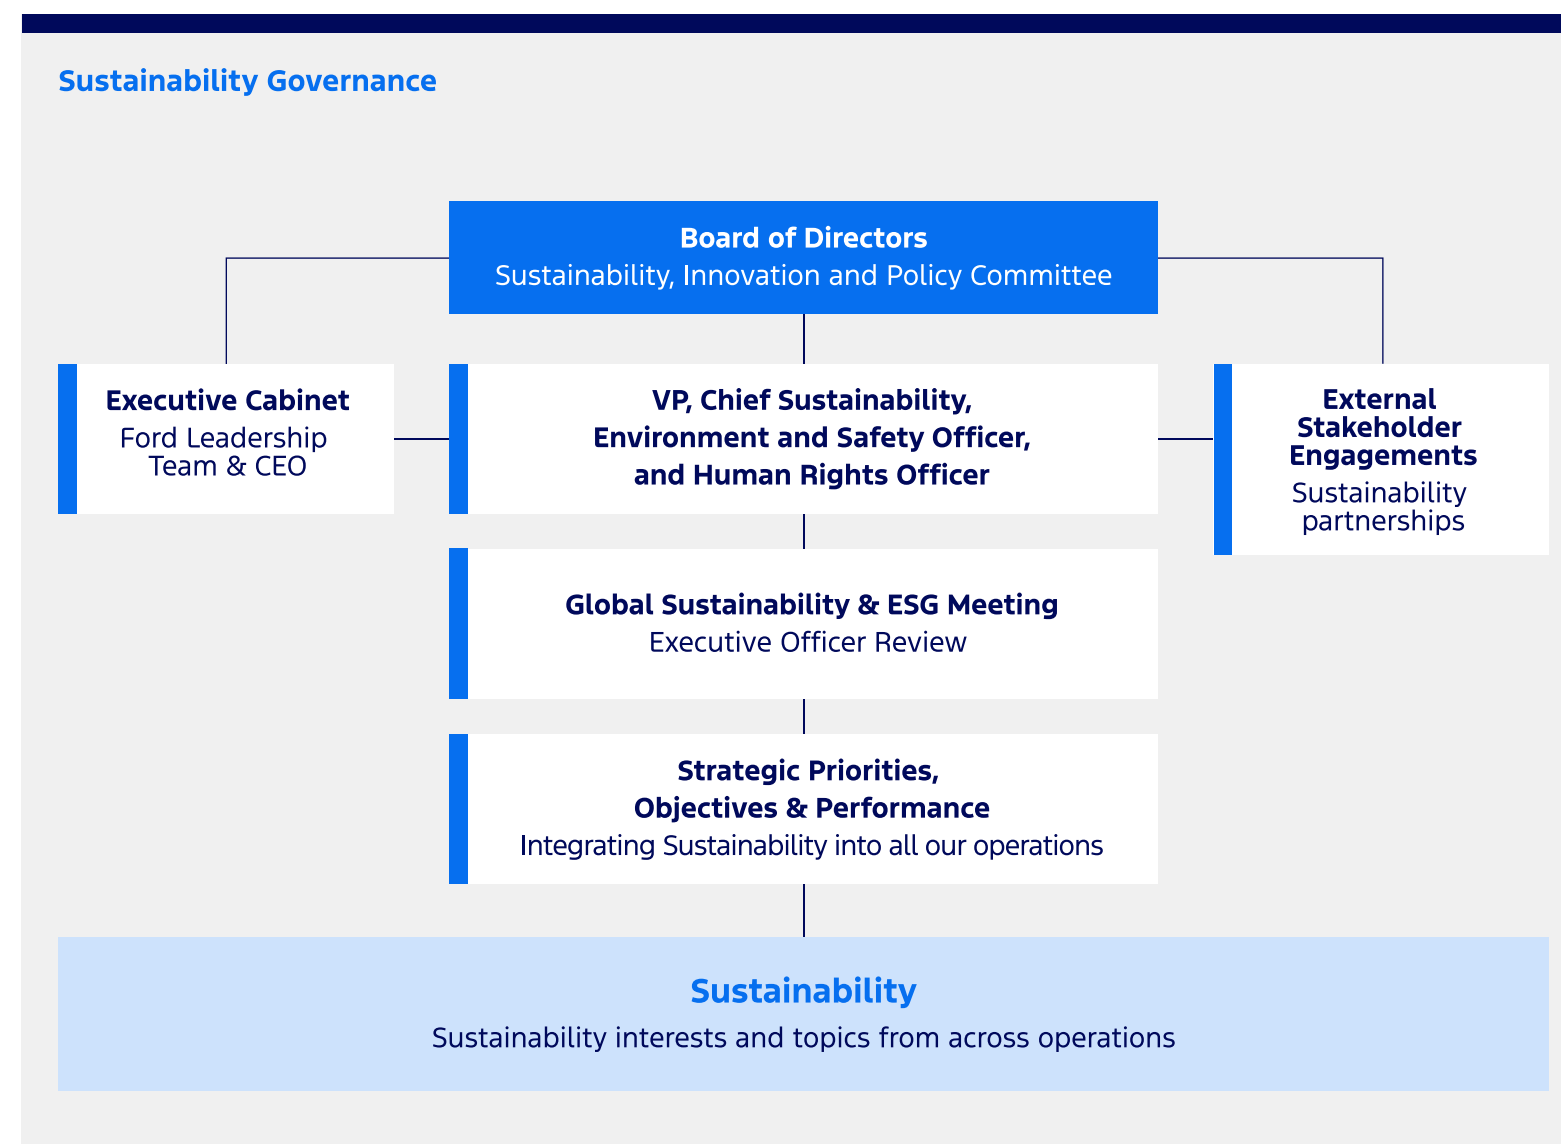 Sustainability Governance
Board of Directors
Sustainability, Innovation and Policy Committee
Executive Cabinet
Ford Leadership
Team & CEO
VP, Chief Sustainability,
Environment and Safety Officer,
and Human Rights Officer
External
Stakeholder
Engagements
Sustainability
partnerships
Global Sustainability & ESG Meeting
Executive Officer Review
Strategic Priorities,
Objectives & Performance
Integrating Sustainability into all our operations
Sustainability
Sustainability interests and topics from across operations